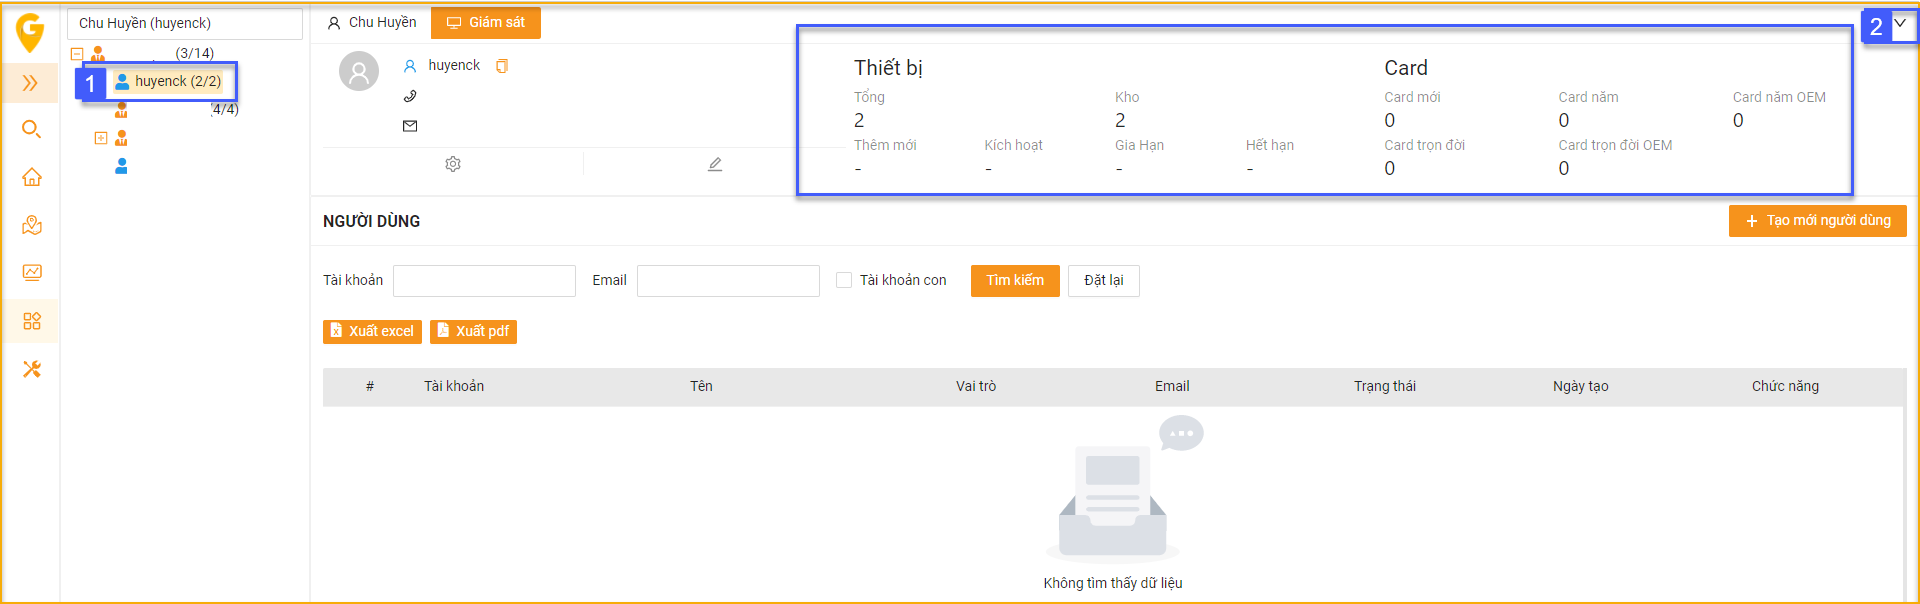 Chu Huyền (huyenck)
(3/14)
1
huyenck (2/2)
(4/4)
Chu Huyền
Giám sát
2
huyenck
Thiết bị
Card
Tổng
Kho
Card mới
Card năm
Card năm OEM
2
2
0
0
0
Thêm mới
Kích hoạt
Gia Hạn
Hết hạn
Card trọn đời
Card trọn đời OEM
-
-
-
-
0
0
NGƯỜI DÙNG
+ Tạo mới người dùng
Tài khoản
Email
Tài khoản con
Tìm kiếm
Đặt lại
Xuất excel
Xuất pdf
#
Tài khoản
Tên
Vai trò
Email
Trạng thái
Ngày tạo
Chức năng
Không tìm thấy dữ liệu